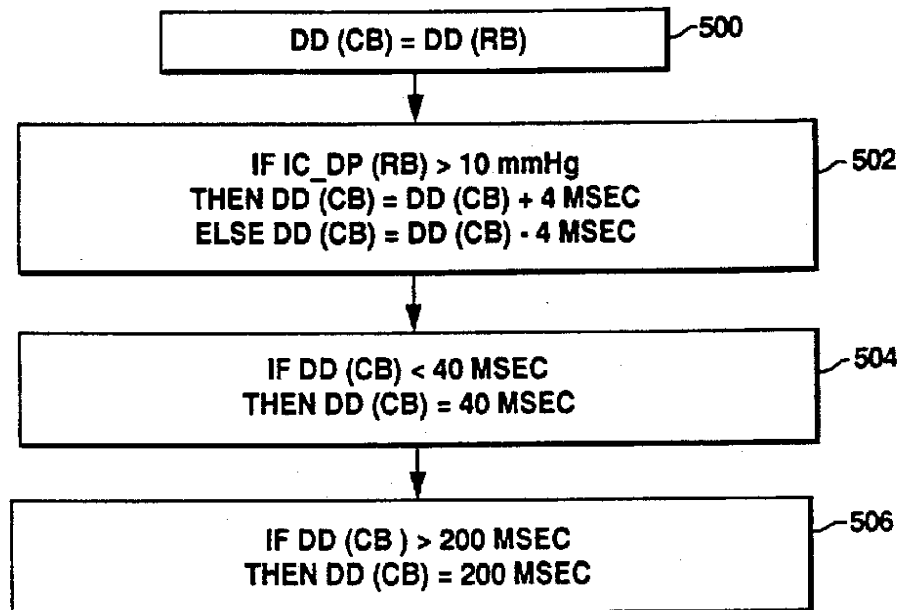 DD (CB) = DD (RB)
500
IF IC_DP (RB) > 10 mmHg
THEN DD (CB) = DD (CB) + 4 MSEC
ELSE DD (CB) = DD (CB) - 4 MSEC
502
IF DD (CB) < 40 MSEC
THEN DD (CB) = 40 MSEC
504
IF DD (CB ) > 200 MSEC
THEN DD (CB) = 200 MSEC
506